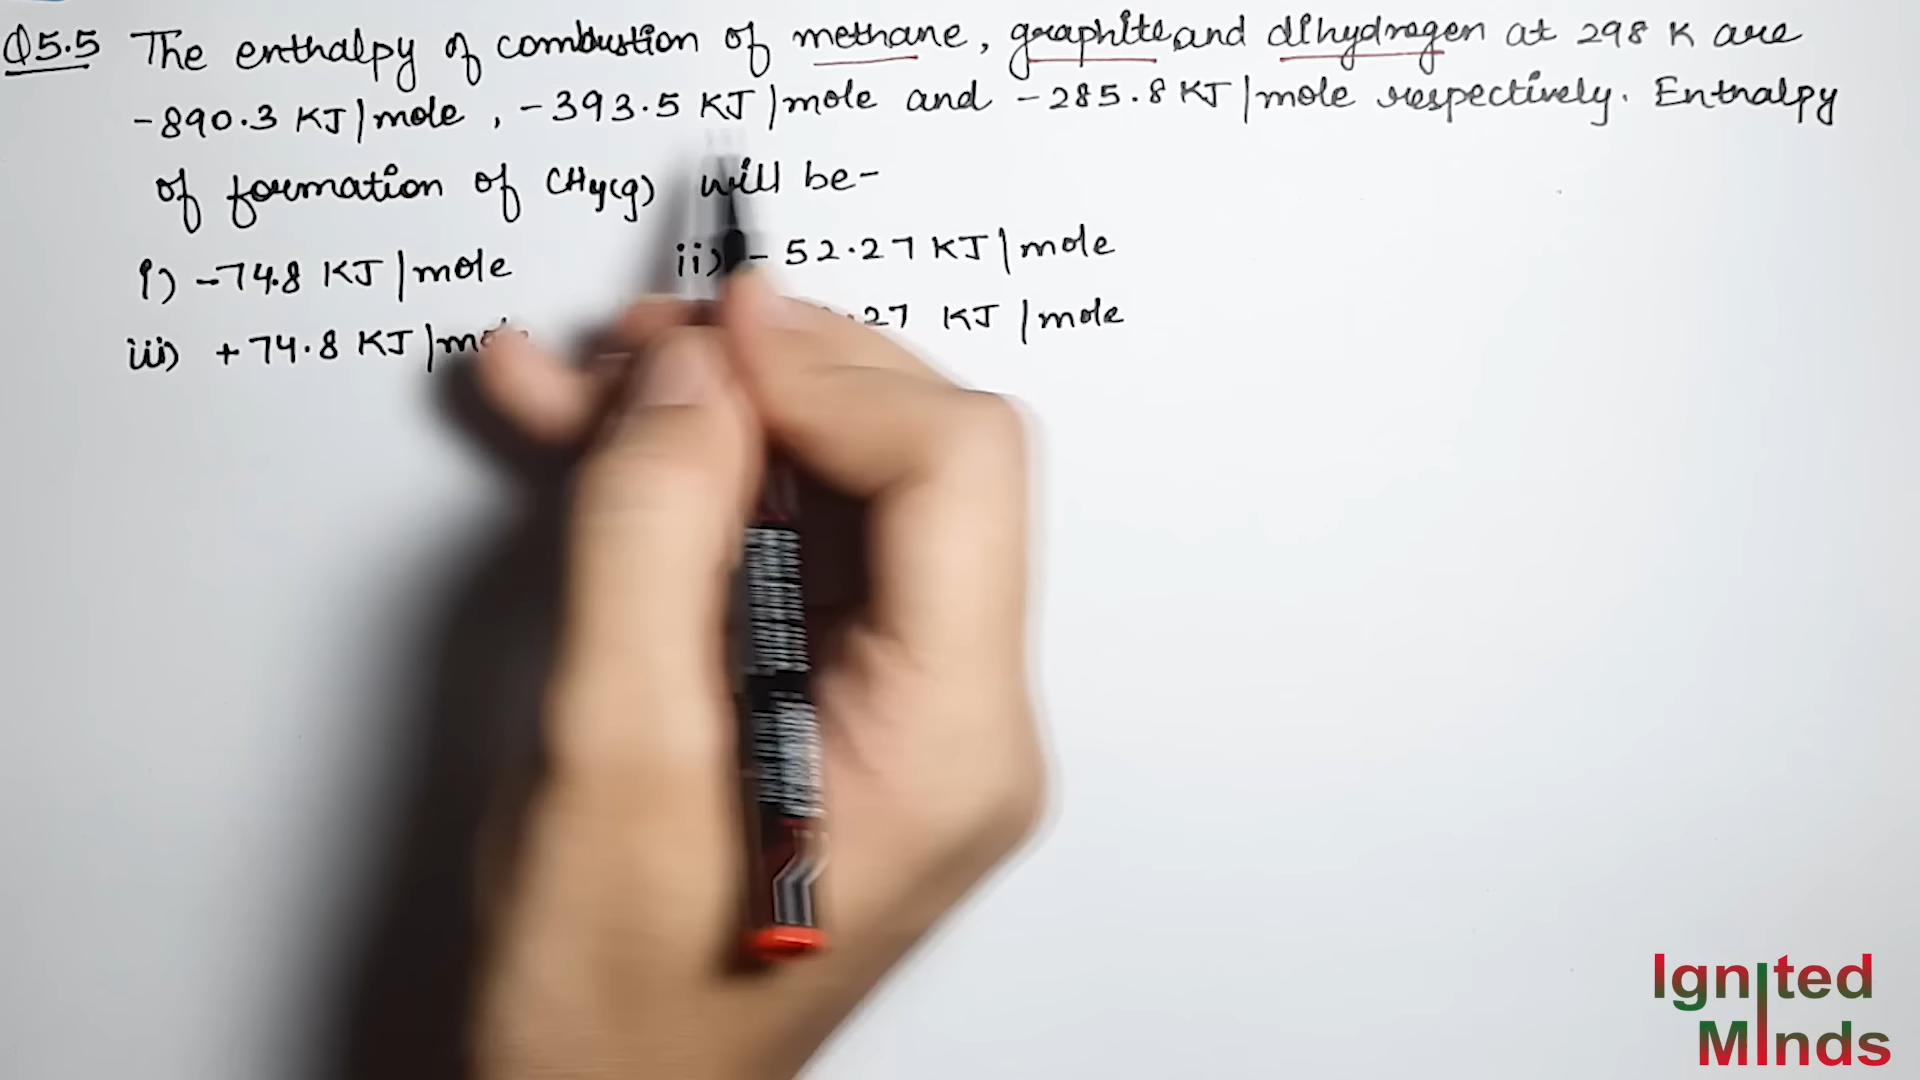 Q5.5 The enthalpy of combustion of methane, graphite and dihydrogen at 298 K are
-890.3 KJ/mole, -393.5 KJ/mole and -285.8 KJ/mole respectively. Enthalpy
of formation of CH4(g) will be-
i) -74.8 KJ/mole ii) - 52.27 KJ/mole
iii) +74.8 KJ/mole .27 KJ/mole
Ignited
Minds